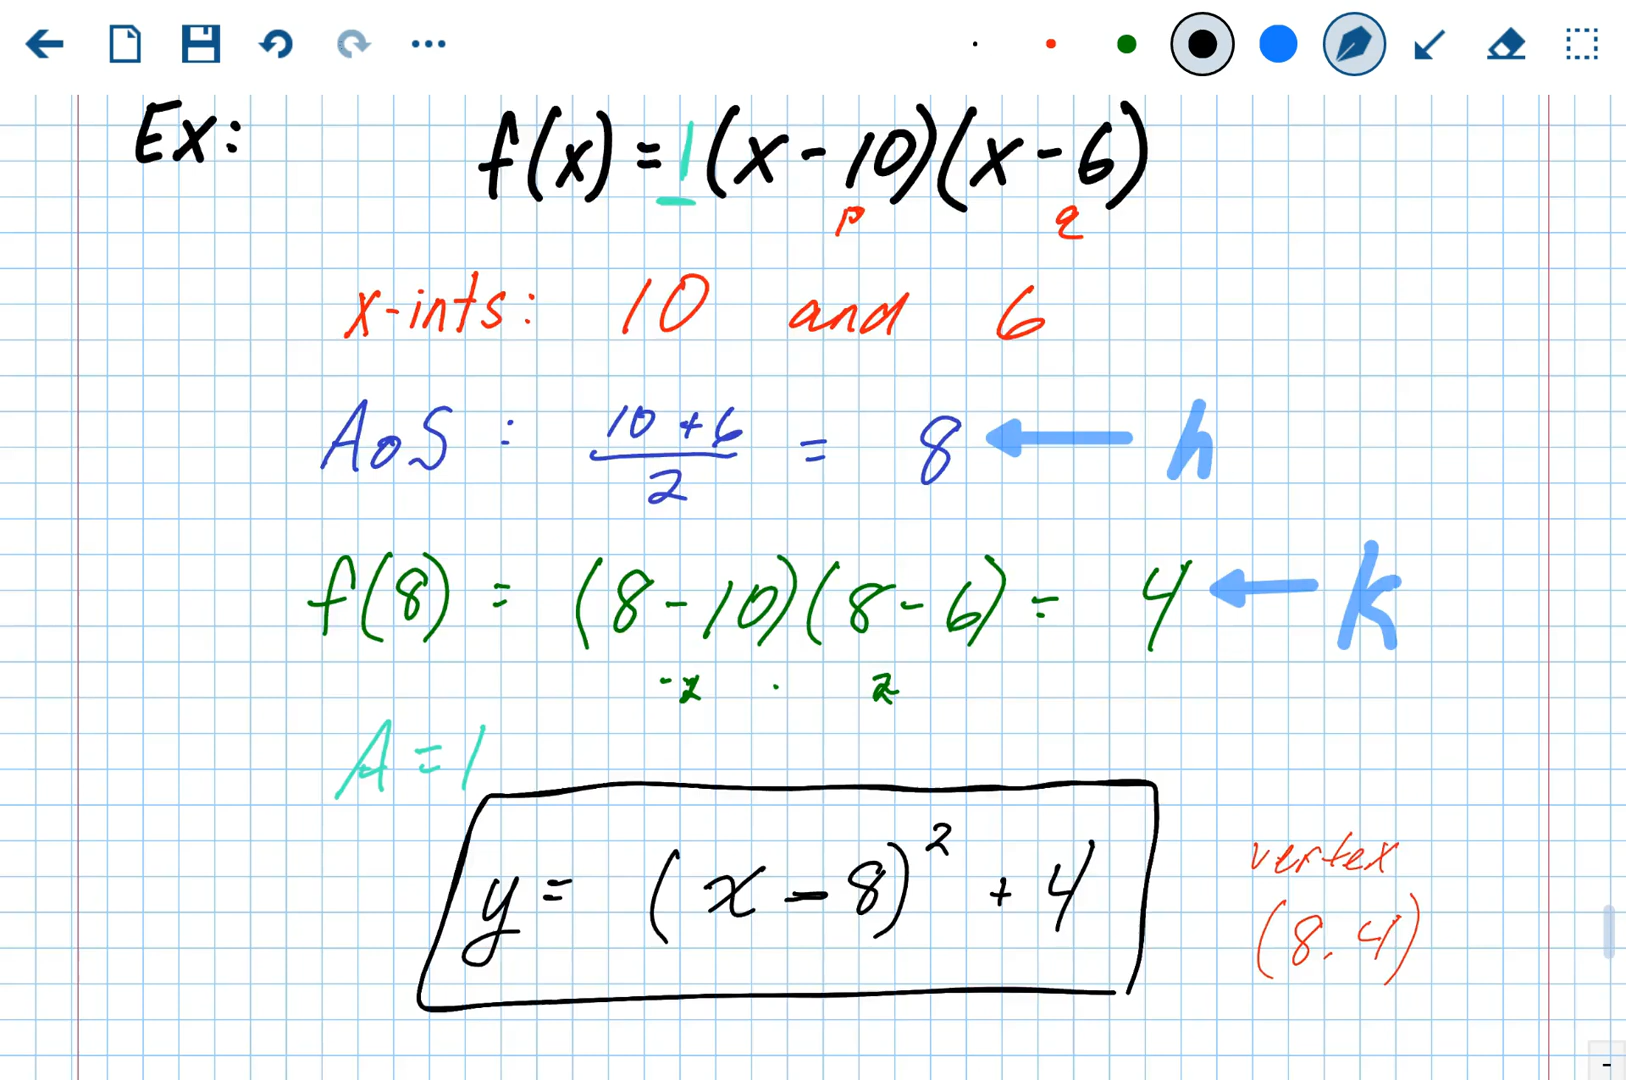 Ex: f(x) = 1(x-10)(x-6)
p q
x-ints: 10 and 6
AoS : 10+6/2 = 8 ← h
f(8) = (8-10)(8-6) = 4 ← k
-2 · 2
A=1
y = (x-8)² + 4
vertex
(8,4)